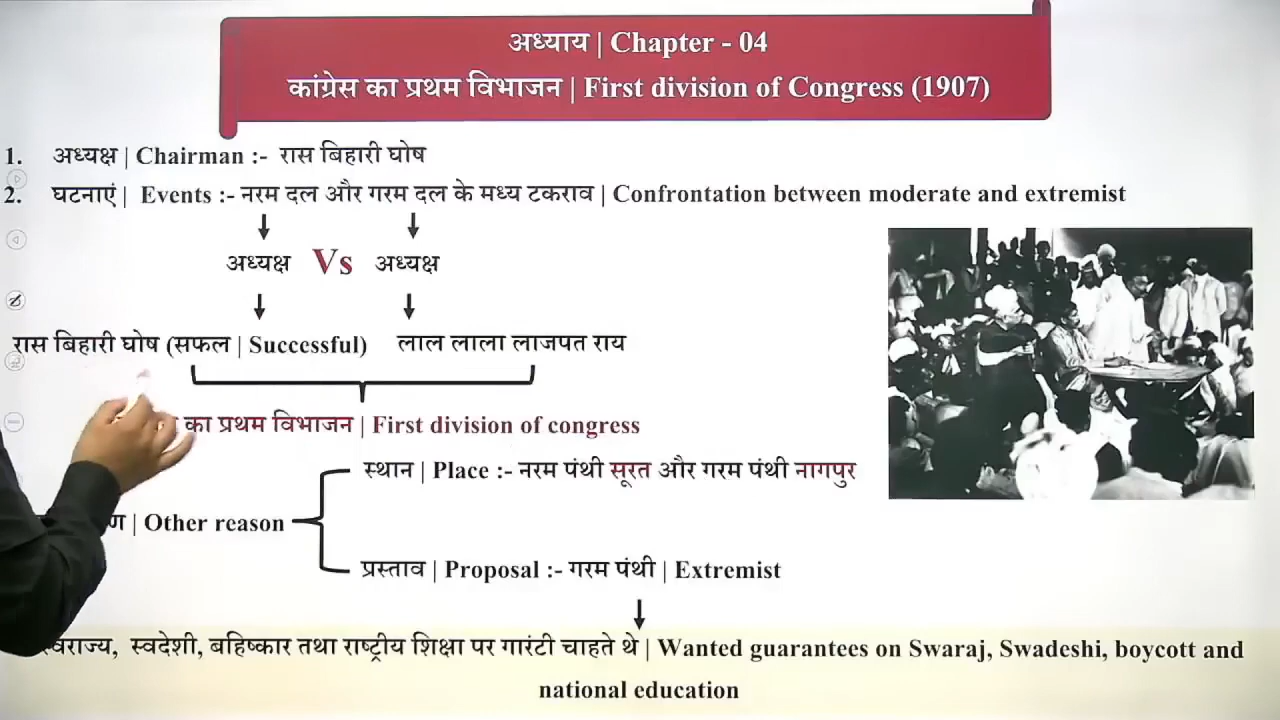 अध्याय | Chapter - 04
कांग्रेस का प्रथम विभाजन | First division of Congress (1907)
1. अध्यक्ष | Chairman :- रास बिहारी घोष
2. घटनाएं | Events :- नरम दल और गरम दल के मध्य टकराव | Confrontation between moderate and extremist
अध्यक्ष Vs अध्यक्ष
रास बिहारी घोष (सफल | Successful) लाल लाला लाजपत राय
का प्रथम विभाजन | First division of congress
स्थान | Place :- नरम पंथी सूरत और गरम पंथी नागपुर
| Other reason
प्रस्ताव | Proposal :- गरम पंथी | Extremist
स्वराज्य, स्वदेशी, बहिष्कार तथा राष्ट्रीय शिक्षा पर गारंटी चाहते थे | Wanted guarantees on Swaraj, Swadeshi, boycott and
national education